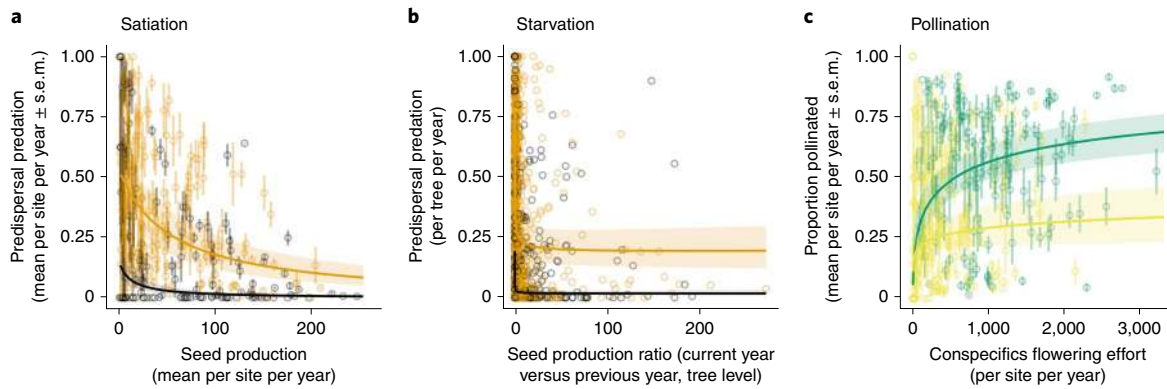 a
Satiation
Predispersal predation
(mean per site per year ± s.e.m.)
1.00
0.75
0.50
0.25
0
0
100
200
Seed production
(mean per site per year)
b
Starvation
Predispersal predation
(per tree per year)
1.00
0.75
0.50
0.25
0
0
100
200
Seed production ratio (current year
versus previous year, tree level)
c
Pollination
Proportion pollinated
(mean per site per year ± s.e.m.)
1.00
0.75
0.50
0.25
0
0
1,000
2,000
3,000
Conspecifics flowering effort
(per site per year)